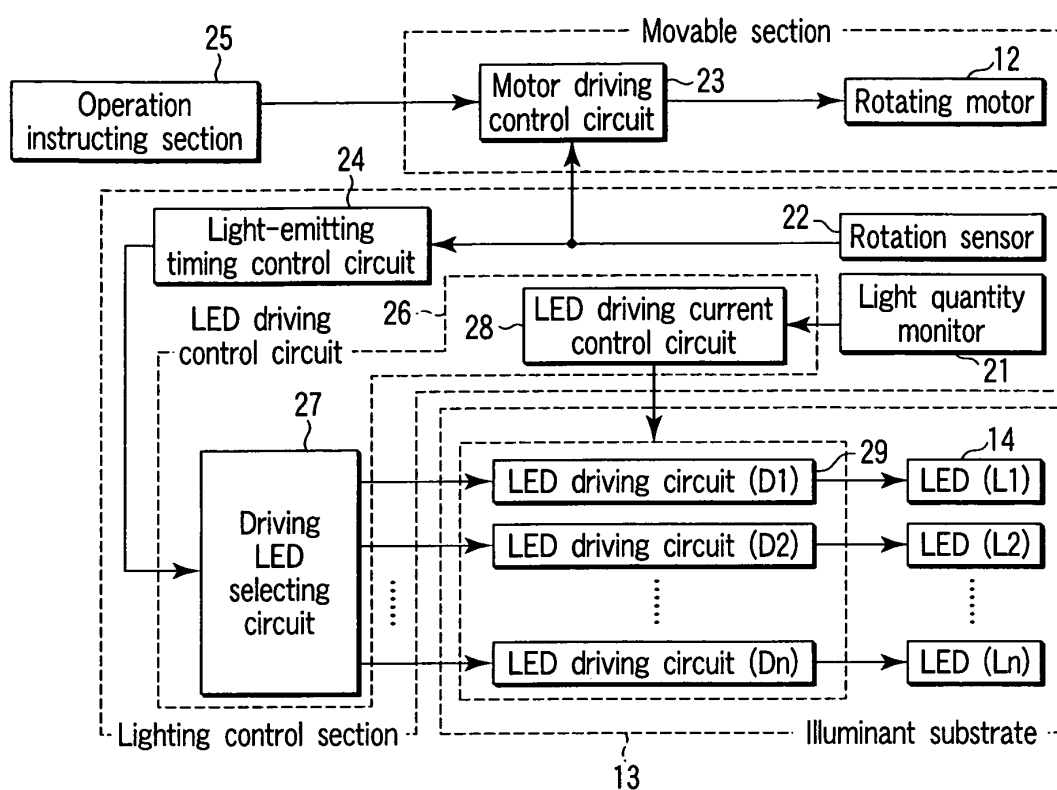 Movable section
25
Operation
instructing section
Motor driving
control circuit
23
12
Rotating motor
24
Light-emitting
timing control circuit
22
Rotation sensor
LED driving
control circuit
26
28
LED driving current
control circuit
Light quantity
monitor
21
27
Driving
LED
selecting
circuit
29
14
LED driving circuit (D1)
LED (L1)
LED driving circuit (D2)
LED (L2)
LED driving circuit (Dn)
LED (Ln)
Lighting control section
Illuminant substrate
13